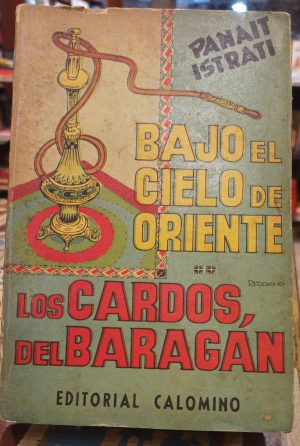 PANAIT
ISTRATI
BAJO EL
CIELO DE
ORIENTE
LOS CARDOS,
DEL BARAGÁN
EDITORIAL CALOMINO